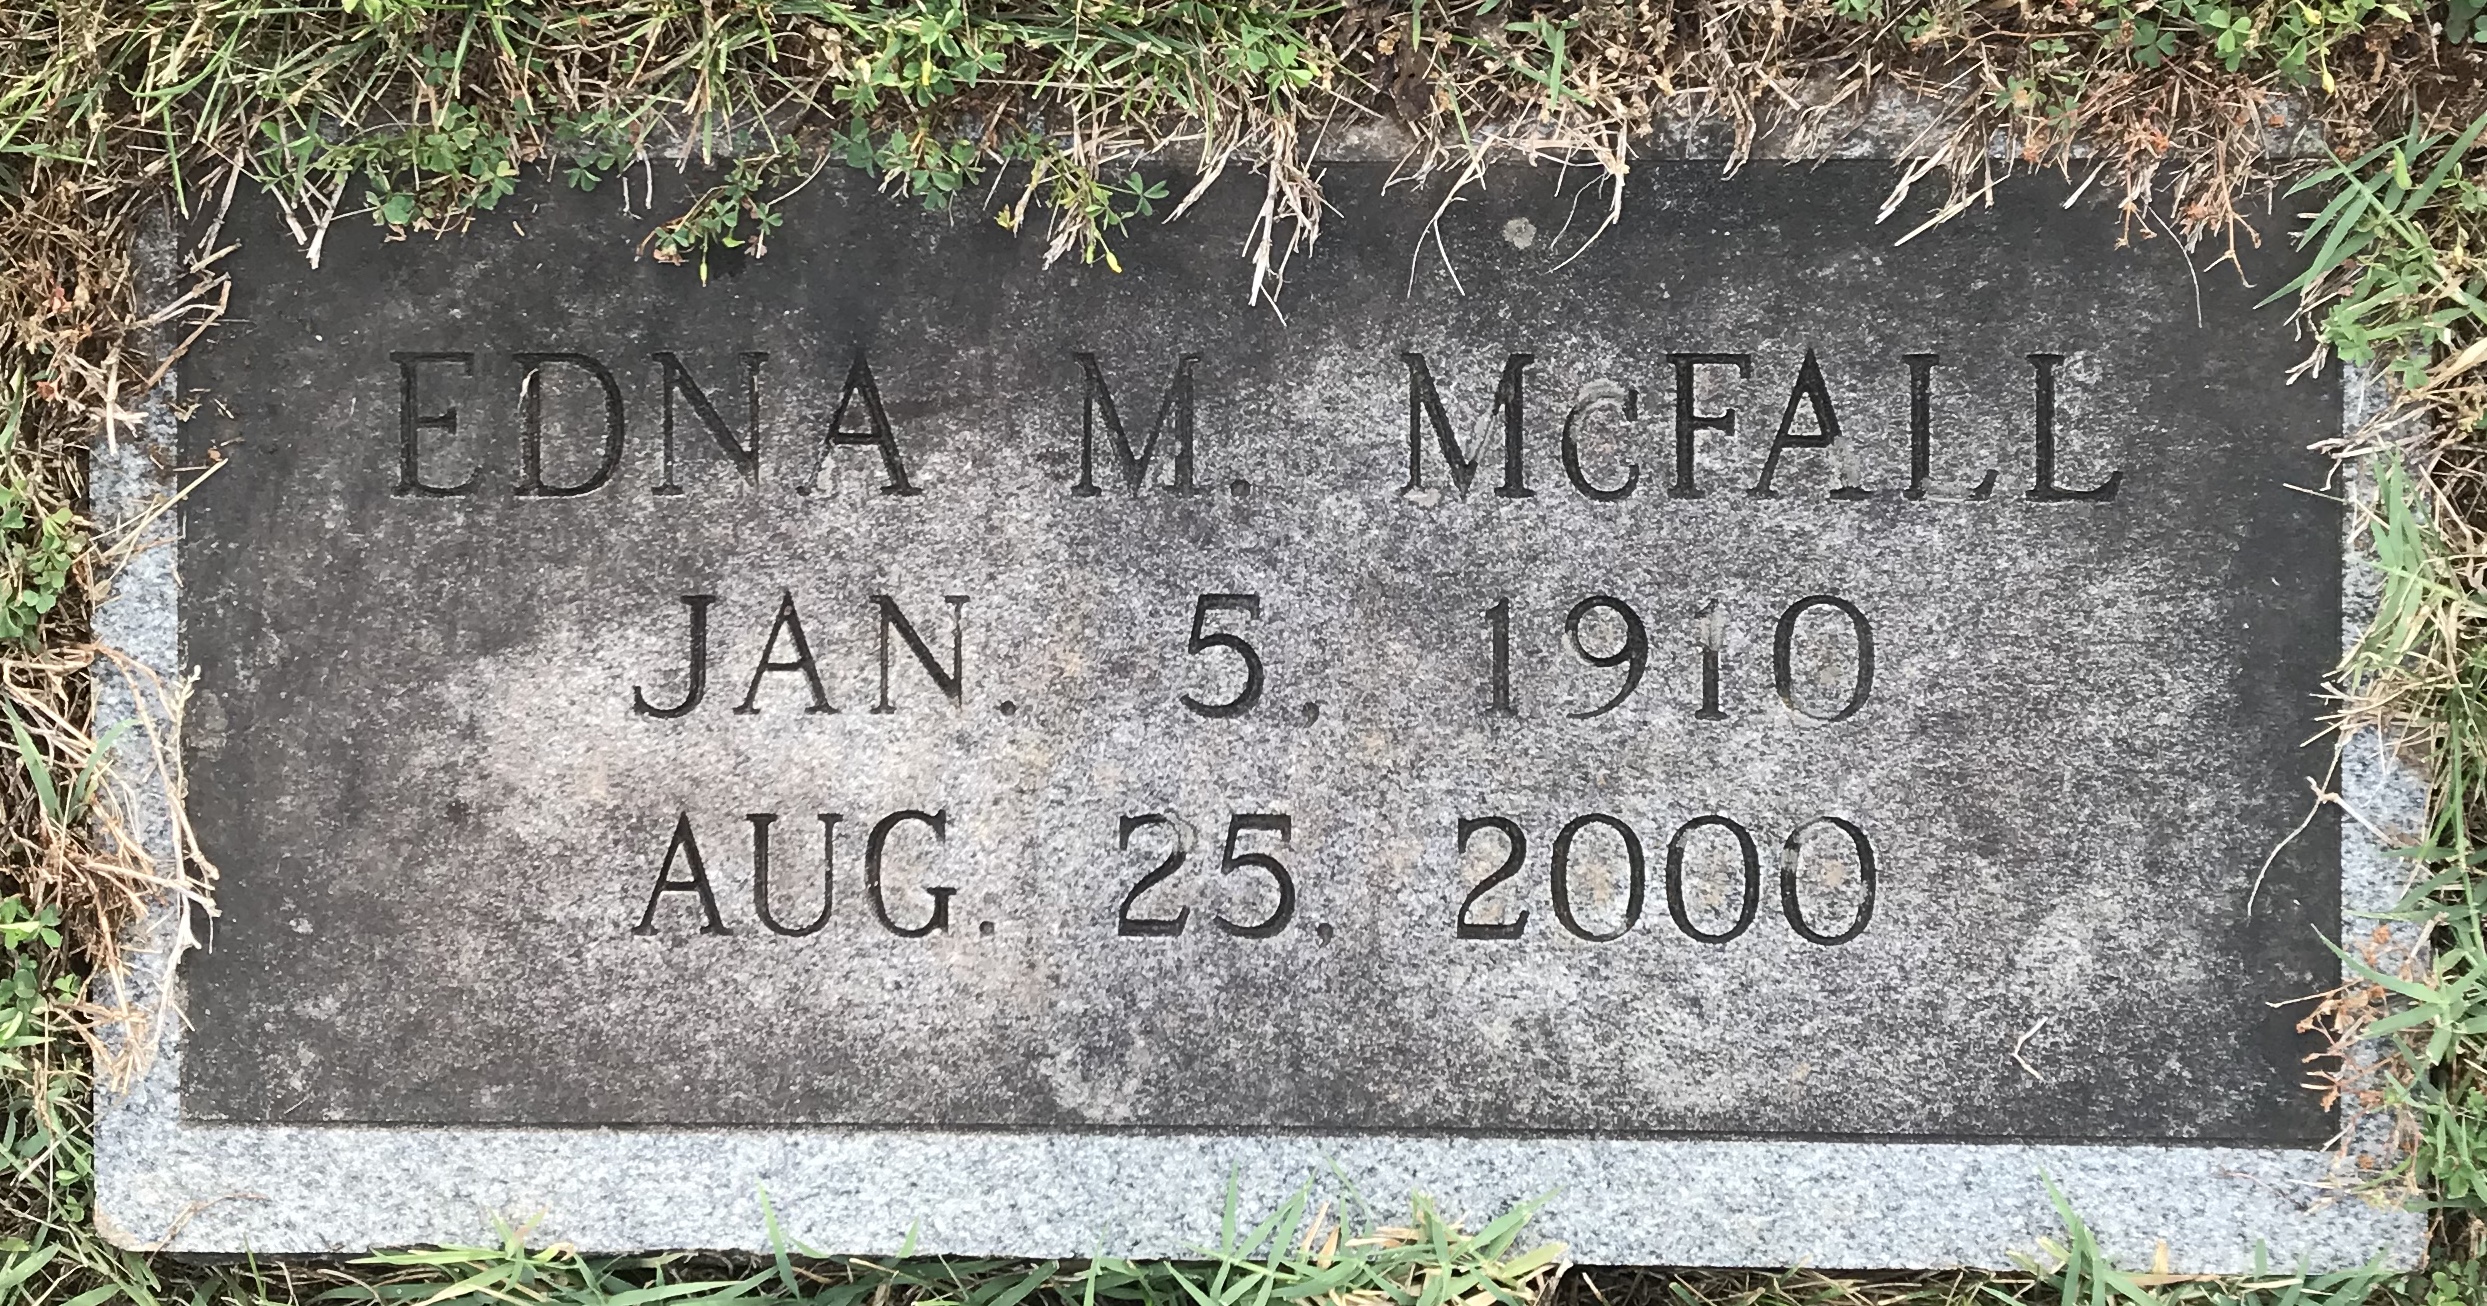 EDNA M. McFALL
JAN. 5, 1910
AUG. 25, 2000